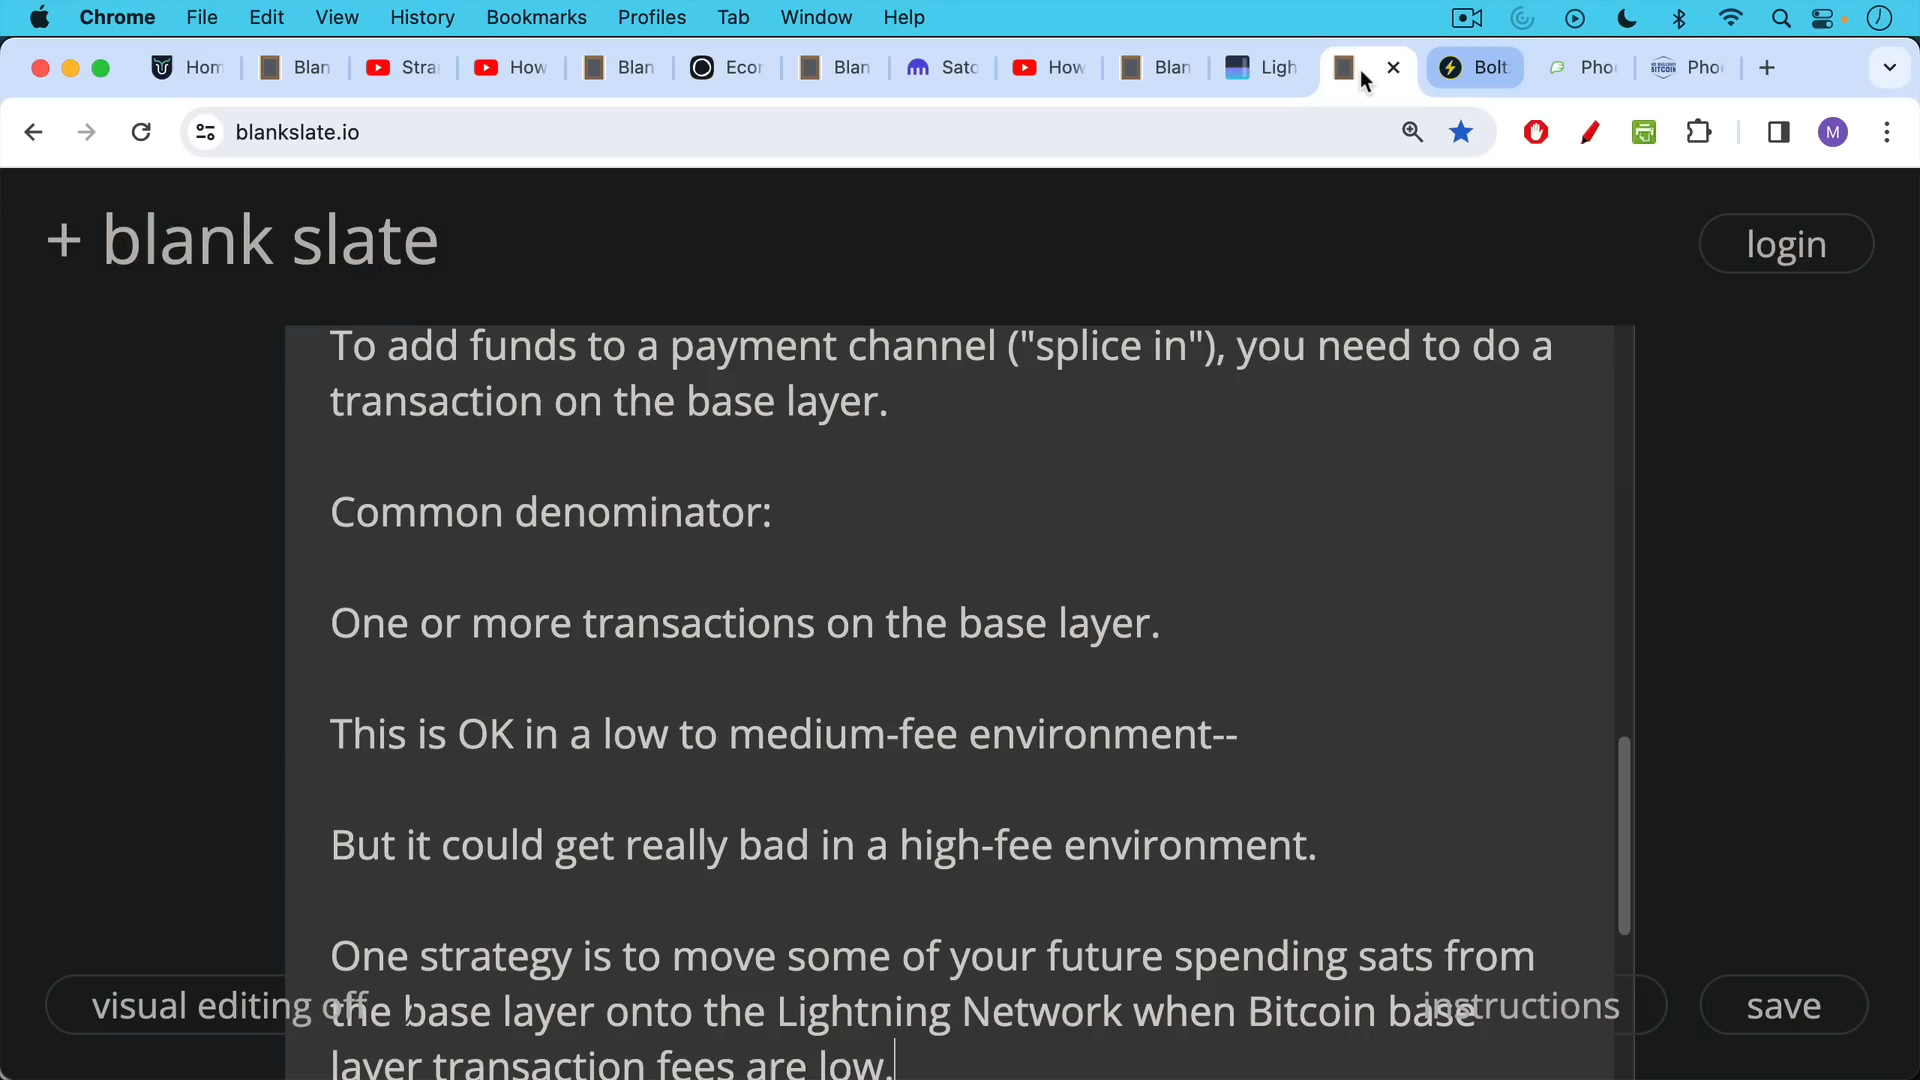 Chrome File Edit View History Bookmarks Profiles Tab Window Help
Hom Blan Stra How Blan Ecor Blan Satc How Blan Ligh Bolt Phoe Phoe
blankslate.io
M
+ blank slate
login
To add funds to a payment channel ("splice in"), you need to do a
transaction on the base layer.
Common denominator:
One or more transactions on the base layer.
This is OK in a low to medium-fee environment--
But it could get really bad in a high-fee environment.
One strategy is to move some of your future spending sats from
the base layer onto the Lightning Network when Bitcoin base
layer transaction fees are low.
visual editing off
instructions
save